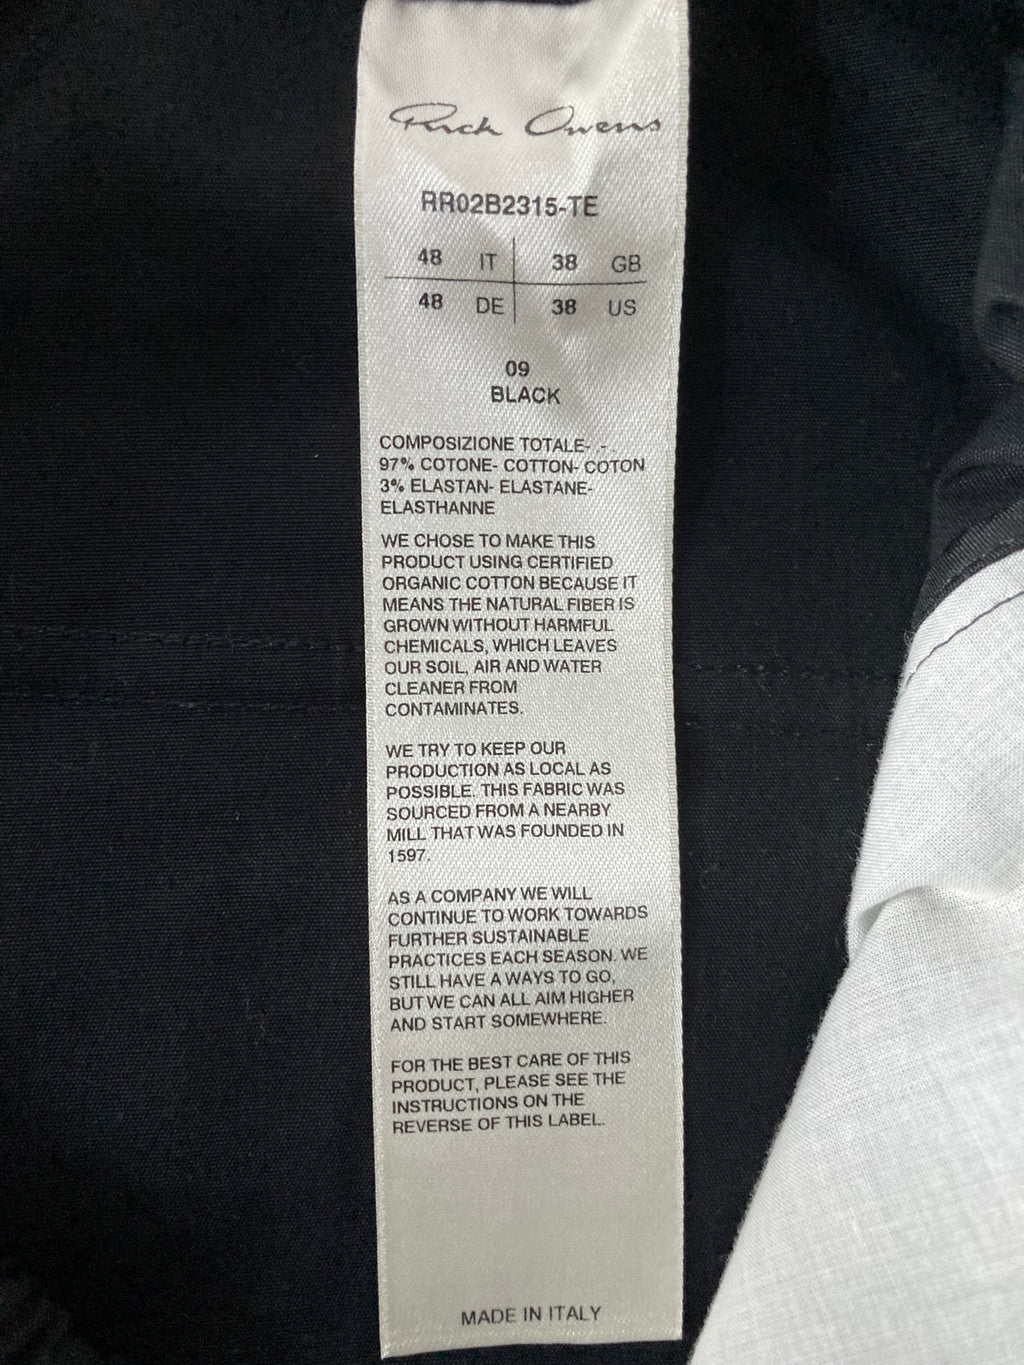 Rick Owens
RR02B2315-TE
48 IT 38 GB
48 DE 38 US
09
BLACK
COMPOSIZIONE TOTALE- -
97% COTONE- COTTON- COTON
3% ELASTAN- ELASTANE-
ELASTHANNE
WE CHOSE TO MAKE THIS
PRODUCT USING CERTIFIED
ORGANIC COTTON BECAUSE IT
MEANS THE NATURAL FIBER IS
GROWN WITHOUT HARMFUL
CHEMICALS, WHICH LEAVES
OUR SOIL, AIR AND WATER
CLEANER FROM
CONTAMINATES.
WE TRY TO KEEP OUR
PRODUCTION AS LOCAL AS
POSSIBLE. THIS FABRIC WAS
SOURCED FROM A NEARBY
MILL THAT WAS FOUNDED IN
1597.
AS A COMPANY WE WILL
CONTINUE TO WORK TOWARDS
FURTHER SUSTAINABLE
PRACTICES EACH SEASON. WE
STILL HAVE A WAYS TO GO,
BUT WE CAN ALL AIM HIGHER
AND START SOMEWHERE.
FOR THE BEST CARE OF THIS
PRODUCT, PLEASE SEE THE
INSTRUCTIONS ON THE
REVERSE OF THIS LABEL.
MADE IN ITALY